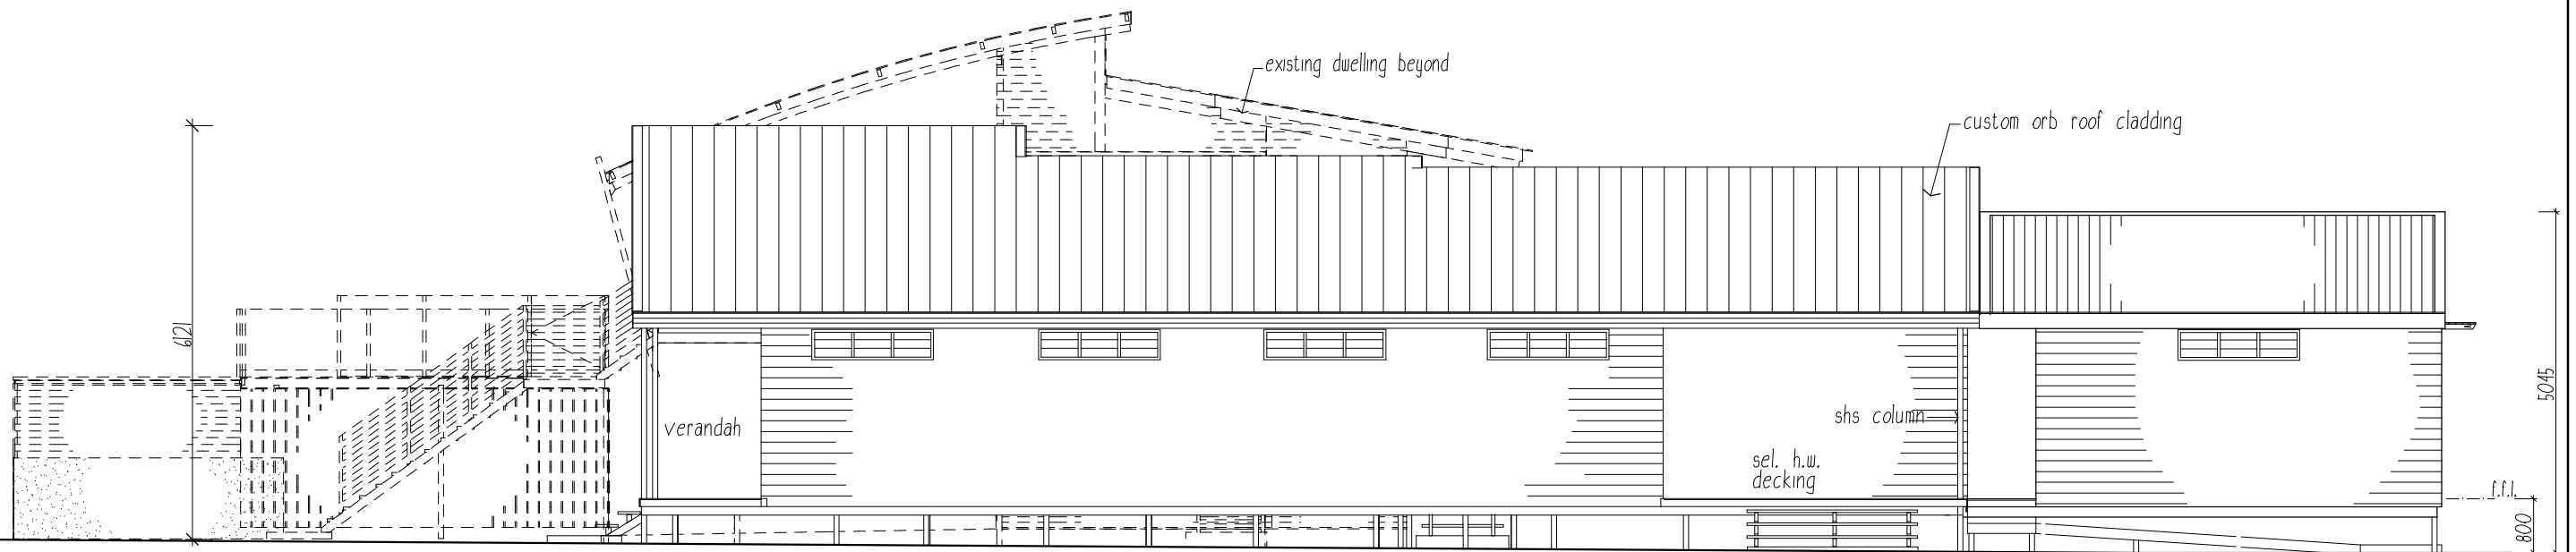 existing dwelling beyond
custom orb roof cladding
6121
5045
verandah
shs column
sel. h.w.
decking
f.f.l.
800